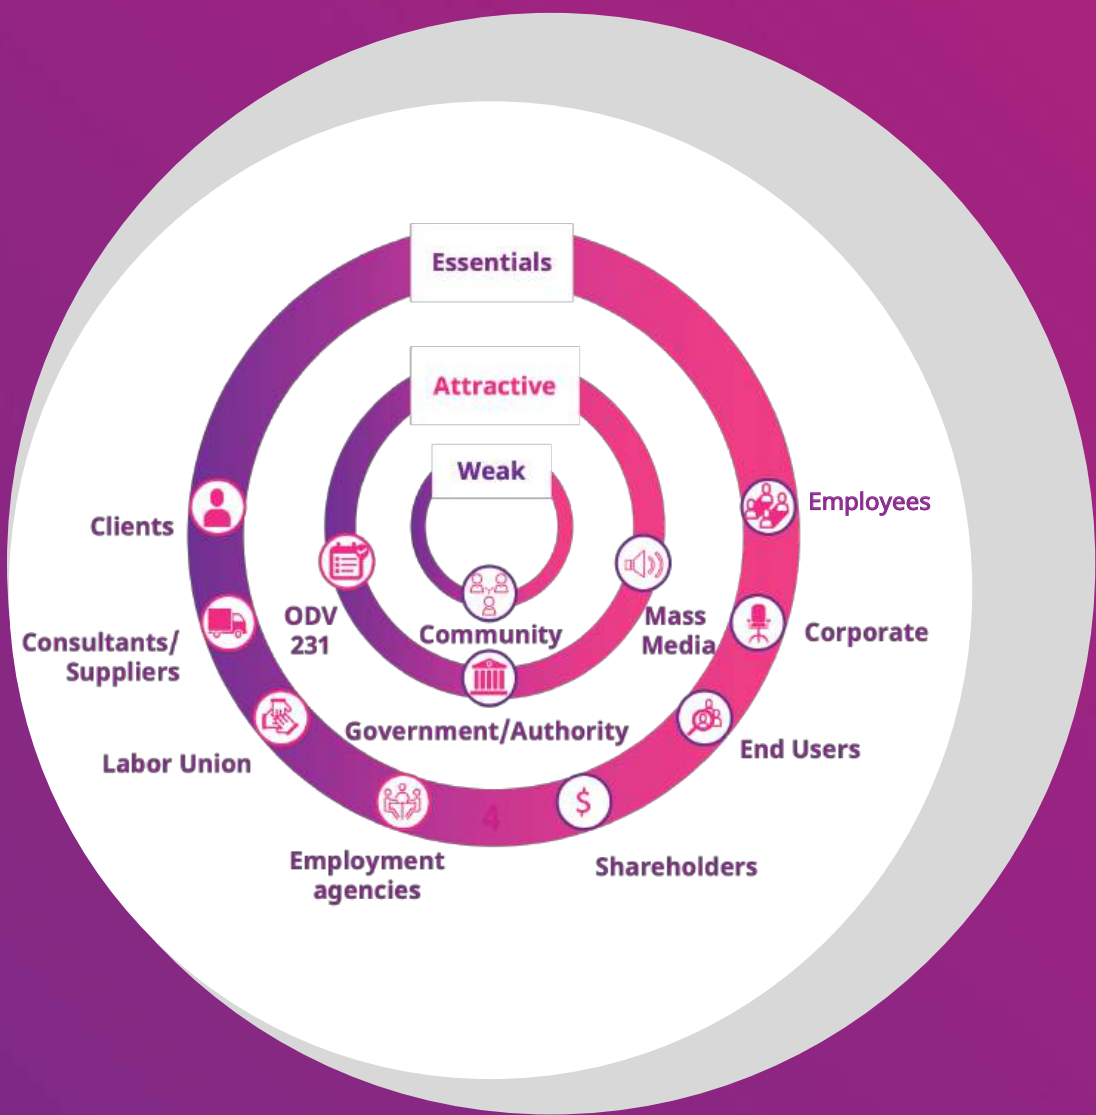 Essentials
Attractive
Weak
Employees
Clients
ODV
231
Mass
Media
Community
Corporate
Consultants/
Suppliers
Government/Authority
End Users
Labor Union
$
4
Employment
agencies
Shareholders